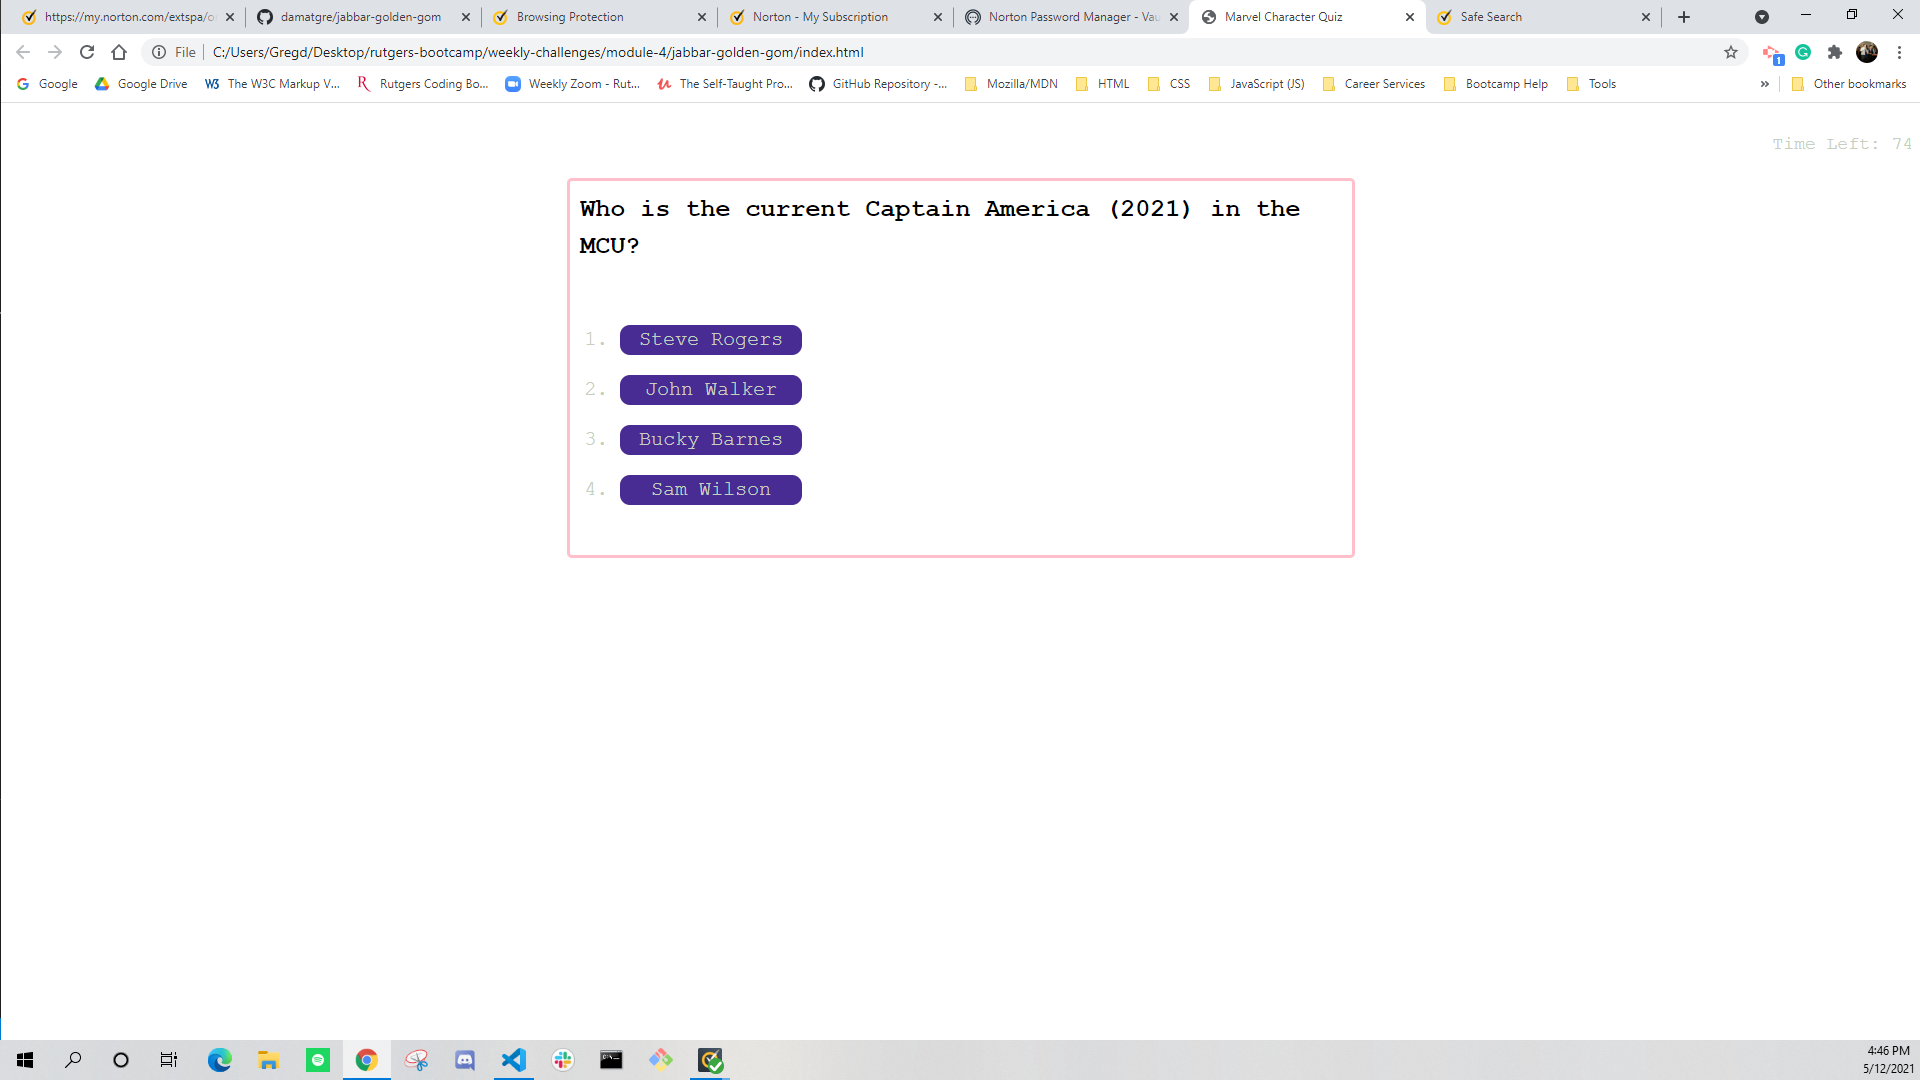 https://my.norton.com/extspa/o
damatgre/jabbar-golden-gom
Browsing Protection
Norton - My Subscription
Norton Password Manager - Vau
Marvel Character Quiz
Safe Search
File
C:/Users/Gregd/Desktop/rutgers-bootcamp/weekly-challenges/module-4/jabbar-golden-gom/index.html
1
Google
Google Drive
The W3C Markup V...
Rutgers Coding Bo...
Weekly Zoom - Rut...
The Self-Taught Pro...
GitHub Repository -...
Mozilla/MDN
HTML
CSS
JavaScript (JS)
Career Services
Bootcamp Help
Tools
»
Other bookmarks
Time Left: 74
Who is the current Captain America (2021) in the
MCU?
1. Steve Rogers
2. John Walker
3. Bucky Barnes
4. Sam Wilson
4:46 PM
5/12/2021